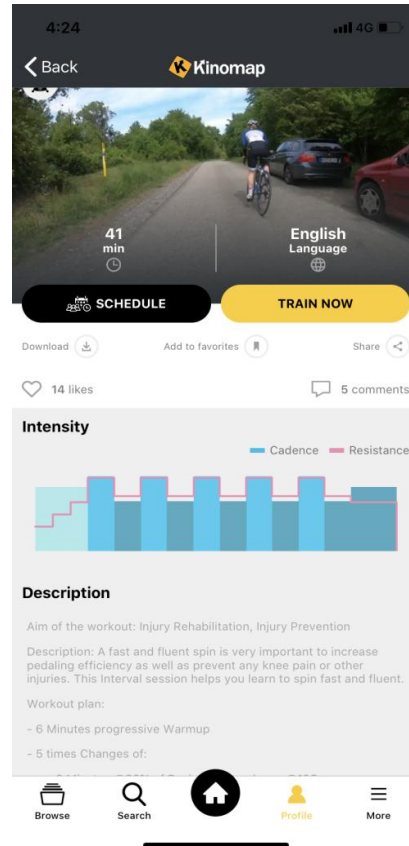 4:24
4G
Back
Kinomap
41
min
English
Language
SCHEDULE
TRAIN NOW
Download
Add to favorites
Share
14 likes
5 comments
Intensity
Cadence
Resistance
Description
Aim of the workout: Injury Rehabilitation, Injury Prevention
Description: A fast and fluent spin is very important to increase
pedaling efficiency as well as prevent any knee pain or other
injuries. This Interval session helps you learn to spin fast and fluent.
Workout plan:
- 6 Minutes progressive Warmup
- 5 times Changes of:
Browse
Search
Profile
More